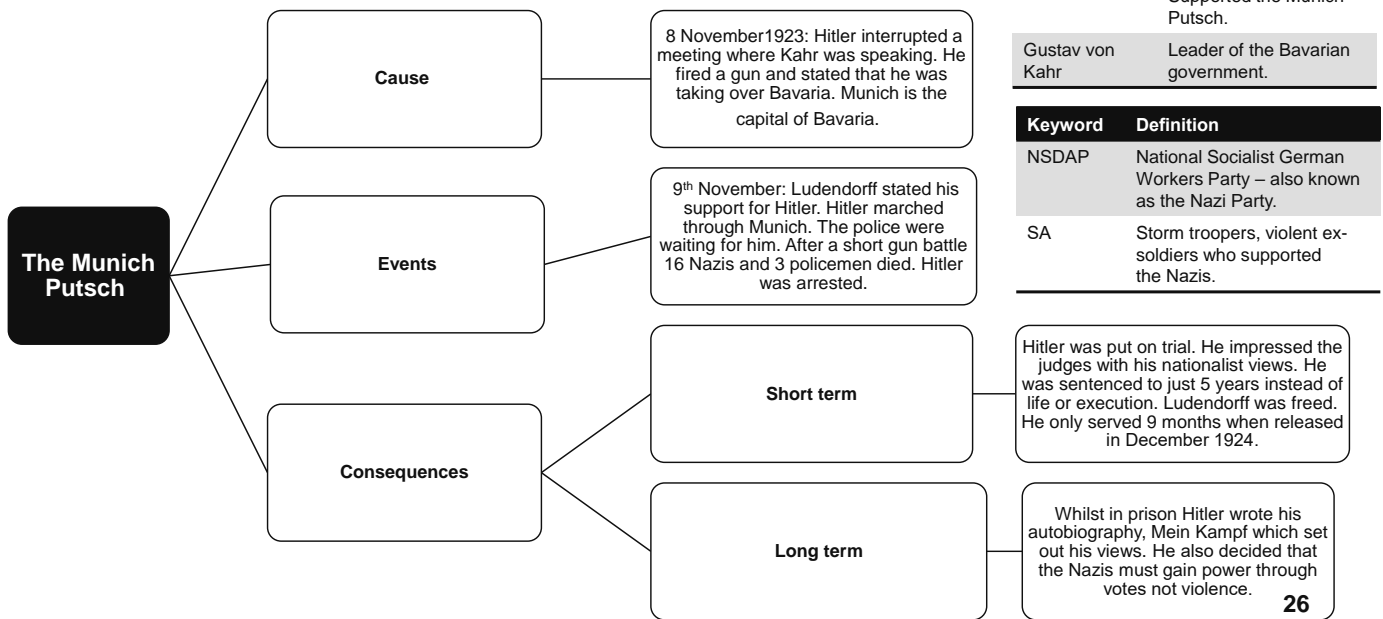 Supported the Munich
Putsch.
Gustav von
Kahr
Leader of the Bavarian
government.
Keyword
Definition
NSDAP
National Socialist German
Workers Party – also known
as the Nazi Party.
SA
Storm troopers, violent ex-
soldiers who supported
the Nazis.
The Munich
Putsch
Cause
8 November1923: Hitler interrupted a
meeting where Kahr was speaking. He
fired a gun and stated that he was
taking over Bavaria. Munich is the
capital of Bavaria.
Events
9th November: Ludendorff stated his
support for Hitler. Hitler marched
through Munich. The police were
waiting for him. After a short gun battle
16 Nazis and 3 policemen died. Hitler
was arrested.
Consequences
Short term
Hitler was put on trial. He impressed the
judges with his nationalist views. He
was sentenced to just 5 years instead of
life or execution. Ludendorff was freed.
He only served 9 months when released
in December 1924.
Long term
Whilst in prison Hitler wrote his
autobiography, Mein Kampf which set
out his views. He also decided that
the Nazis must gain power through
votes not violence.
26